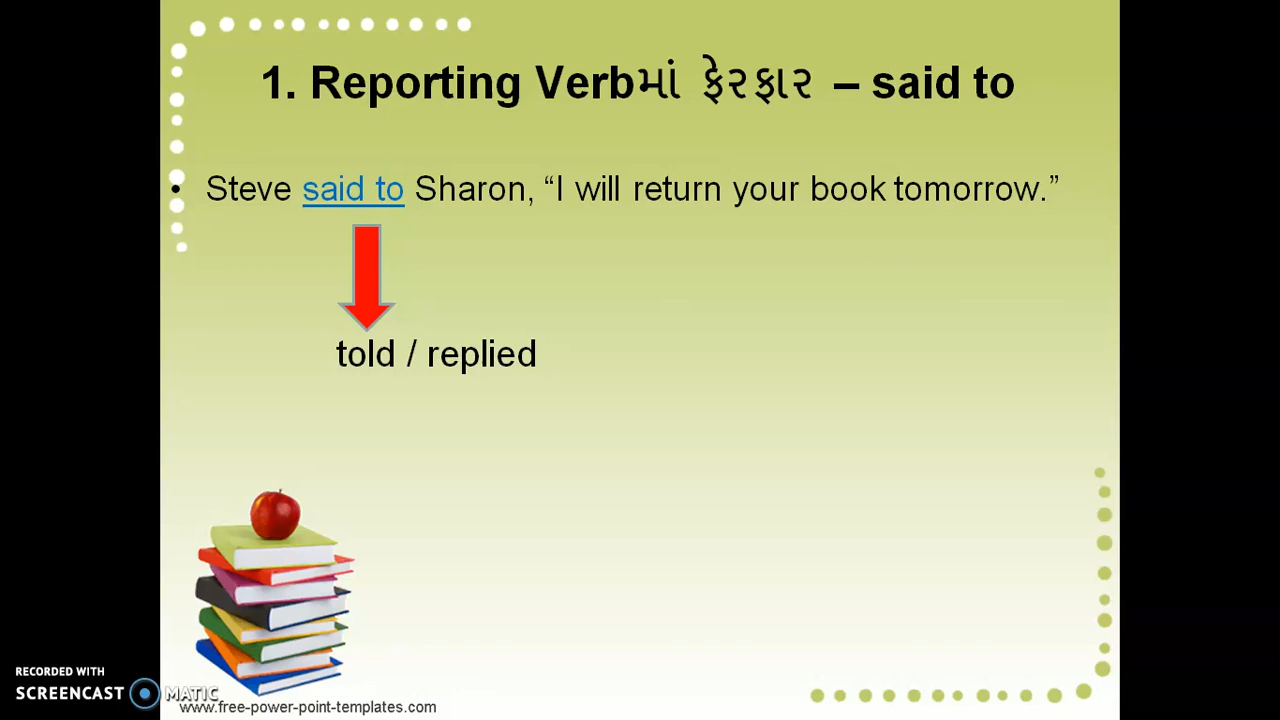 1. Reporting Verbમાં ફેરફાર – said to
• Steve said to Sharon, “I will return your book tomorrow.”
told / replied
RECORDED WITH
SCREENCAST MATIC
www.free-power-point-templates.com